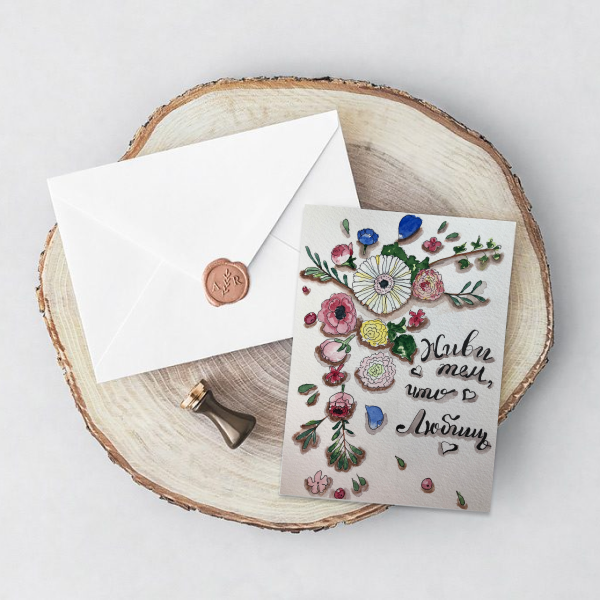 A R
Живи
тем,
что
Любишь